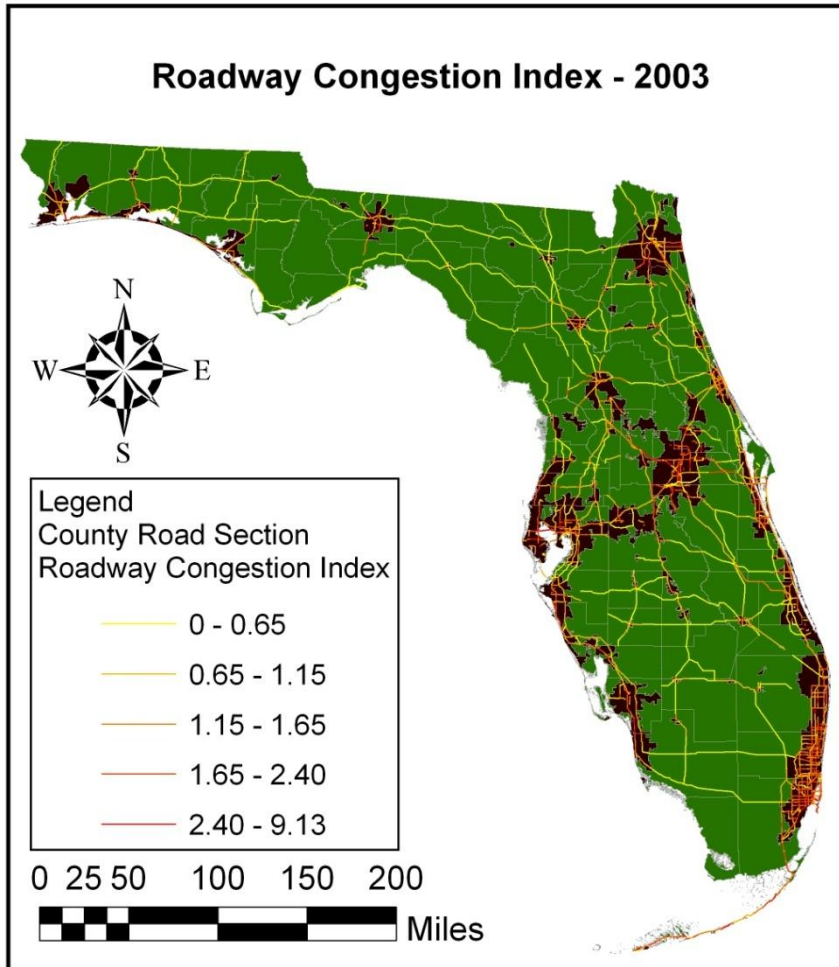 Roadway Congestion Index - 2003
N
W E
S
Legend
County Road Section
Roadway Congestion Index
0 - 0.65
0.65 - 1.15
1.15 - 1.65
1.65 - 2.40
2.40 - 9.13
0 25 50 100 150 200
Miles